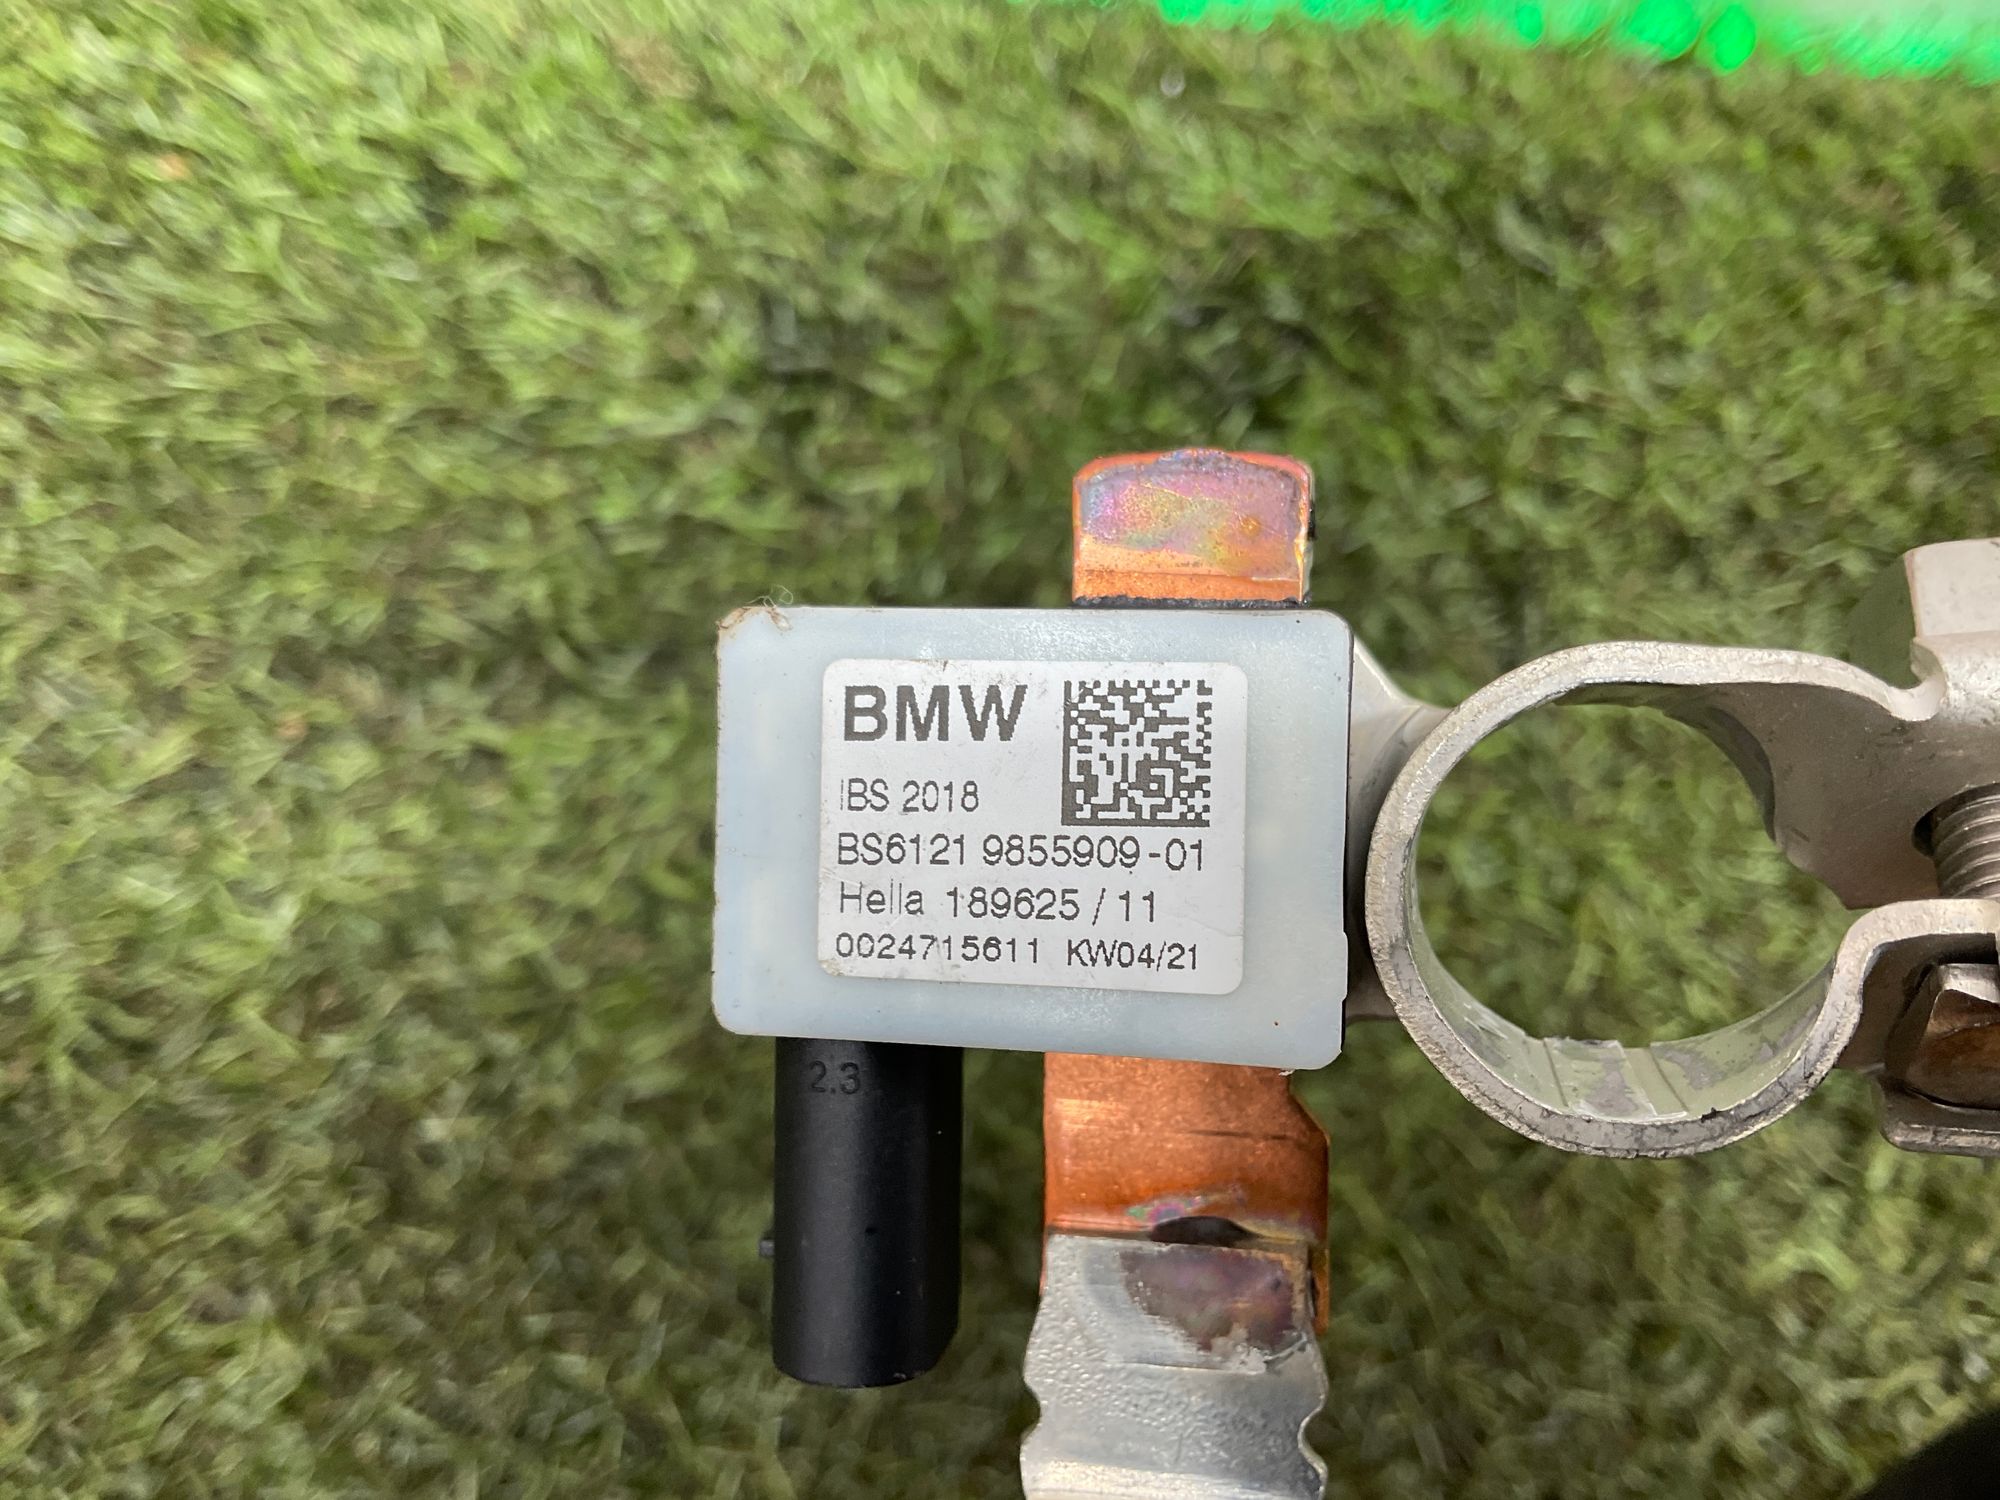 BMW
IBS 2018
BS6121 9855909-01
Hella 189625 / 11
0024715611 KW04/21
2.3